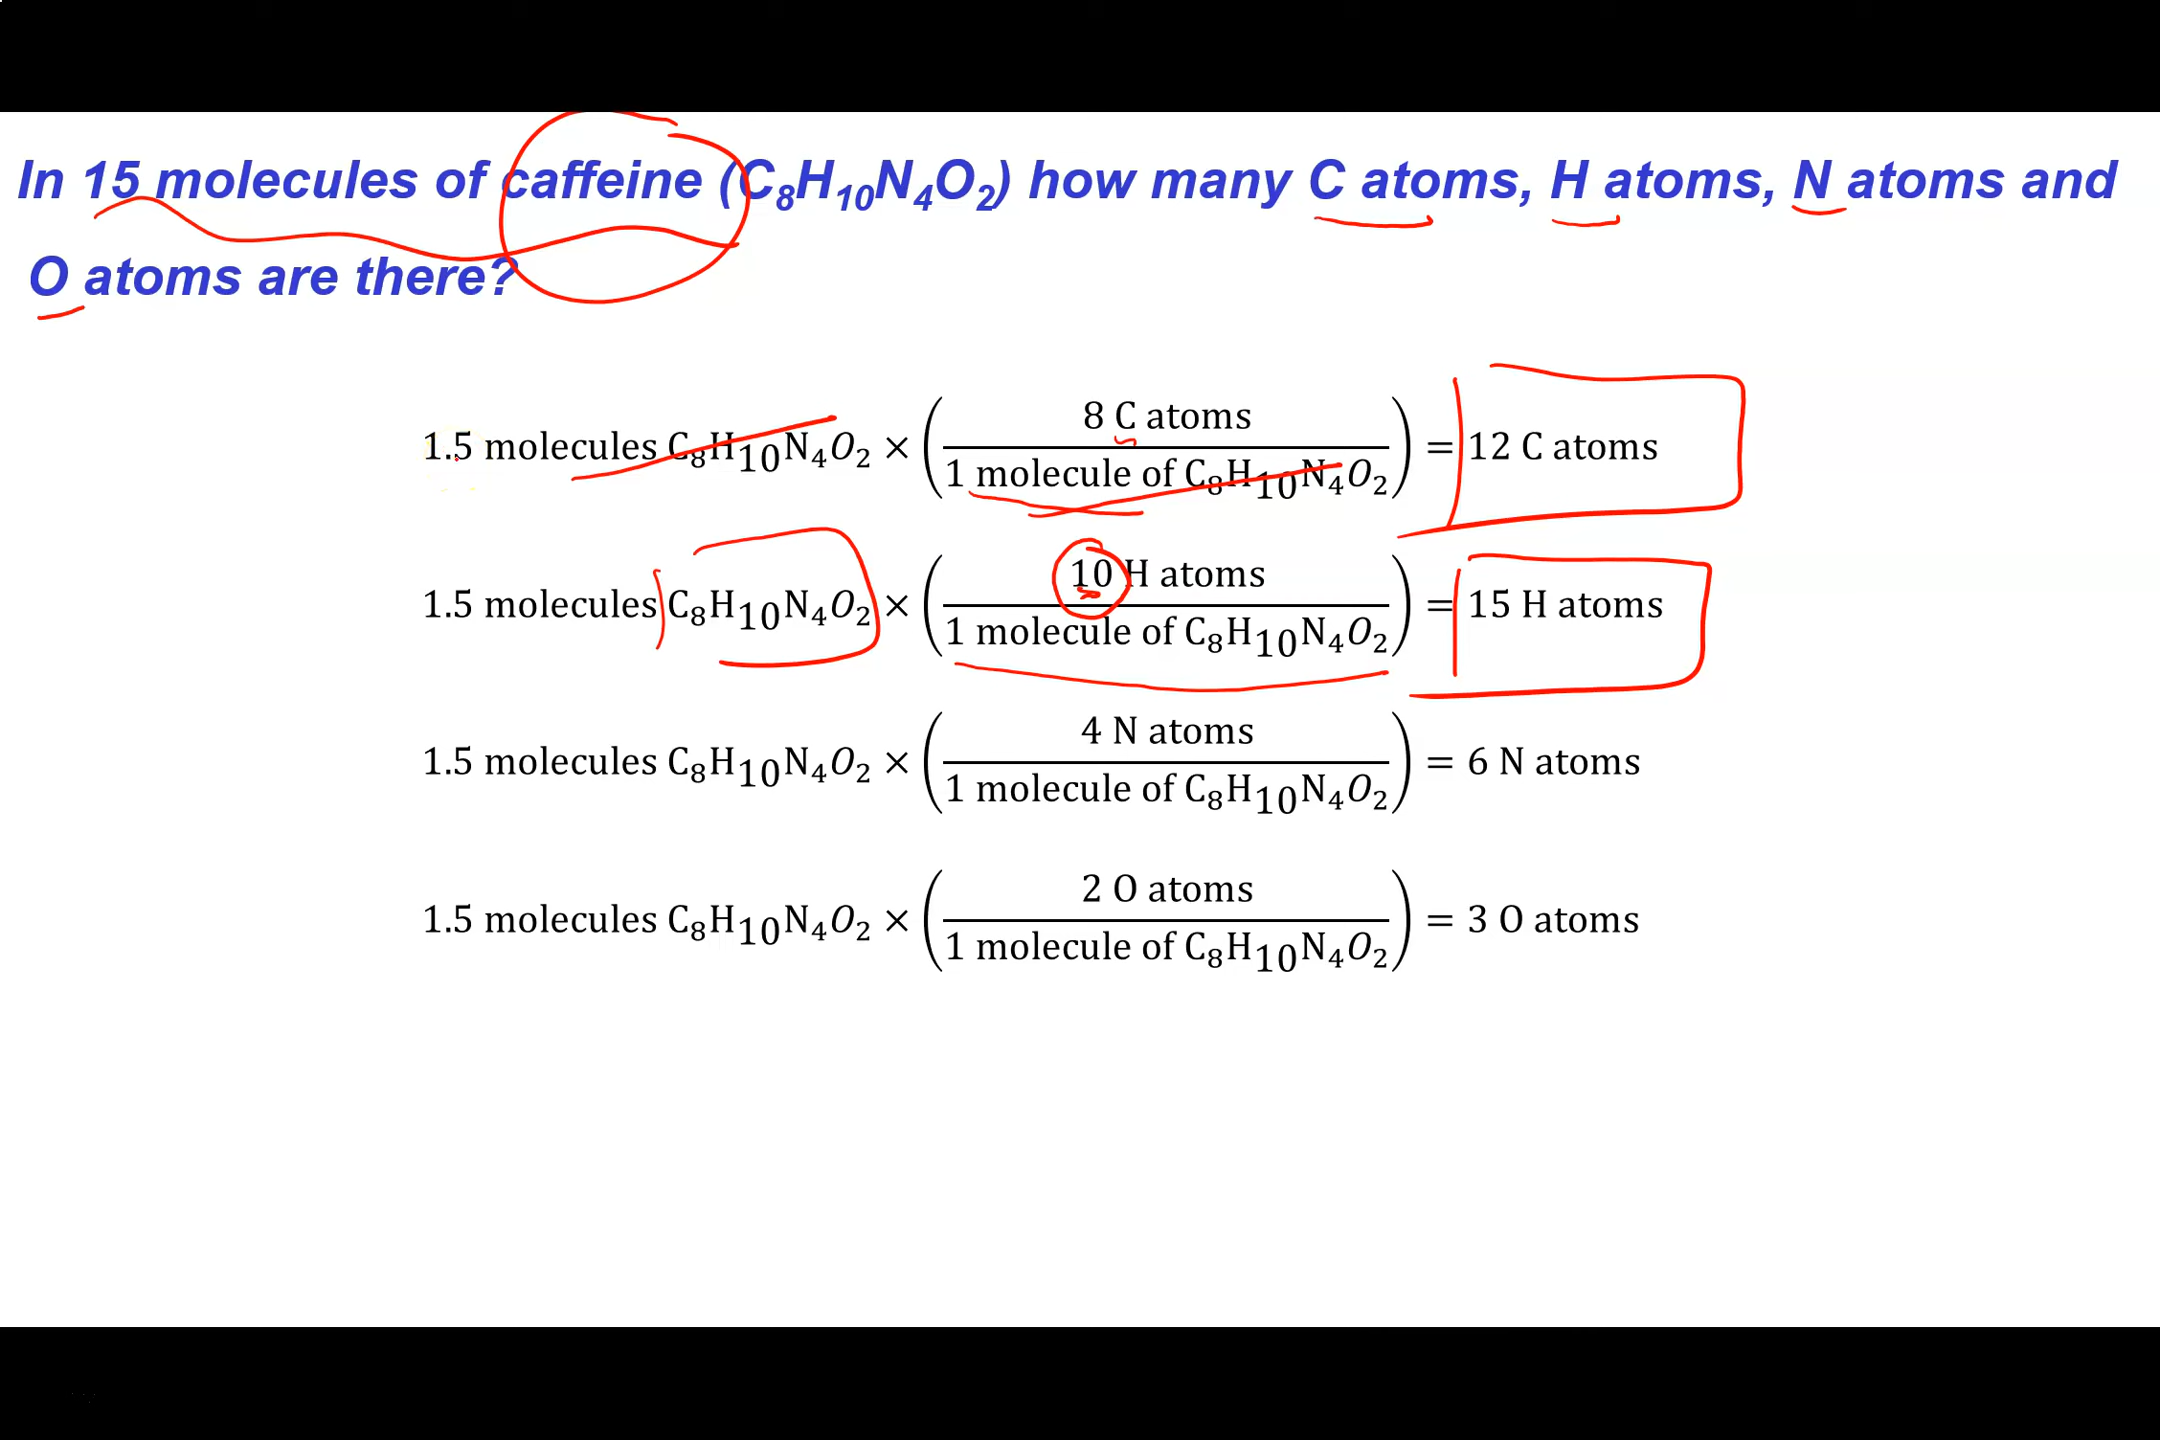 In 15 molecules of caffeine (C₈H₁₀N₄O₂) how many C atoms, H atoms, N atoms and
O atoms are there?
1.5 molecules C₈H₁₀N₄O₂ × (8 C atoms / 1 molecule of C₈H₁₀N₄O₂) = 12 C atoms
1.5 molecules C₈H₁₀N₄O₂ × (10 H atoms / 1 molecule of C₈H₁₀N₄O₂) = 15 H atoms
1.5 molecules C₈H₁₀N₄O₂ × (4 N atoms / 1 molecule of C₈H₁₀N₄O₂) = 6 N atoms
1.5 molecules C₈H₁₀N₄O₂ × (2 O atoms / 1 molecule of C₈H₁₀N₄O₂) = 3 O atoms